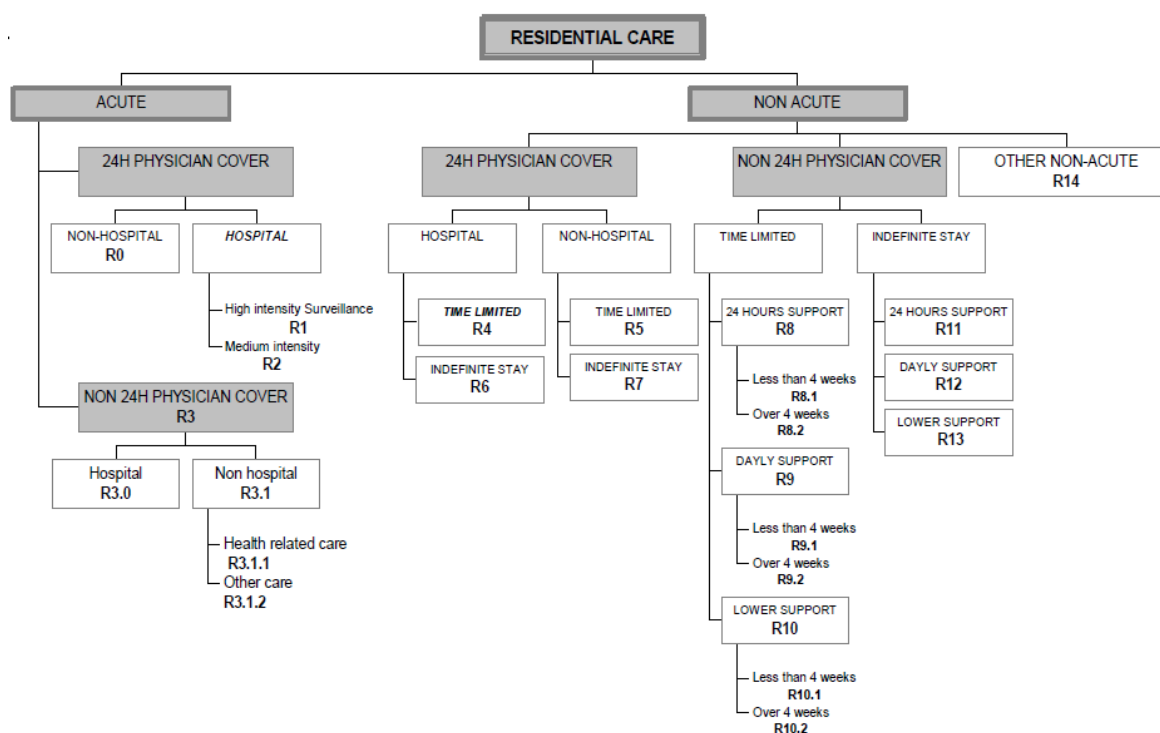 RESIDENTIAL CARE
ACUTE
NON ACUTE
24H PHYSICIAN COVER
24H PHYSICIAN COVER
NON 24H PHYSICIAN COVER
OTHER NON-ACUTE
R14
NON-HOSPITAL
R0
HOSPITAL
HOSPITAL
NON-HOSPITAL
TIME LIMITED
INDEFINITE STAY
High intensity Surveillance
R1
Medium intensity
R2
TIME LIMITED
R4
TIME LIMITED
R5
24 HOURS SUPPORT
R8
24 HOURS SUPPORT
R11
INDEFINITE STAY
R6
INDEFINITE STAY
R7
Less than 4 weeks
R8.1
Over 4 weeks
R8.2
DAYLY SUPPORT
R12
LOWER SUPPORT
R13
NON 24H PHYSICIAN COVER
R3
Hospital
R3.0
Non hospital
R3.1
Health related care
R3.1.1
Other care
R3.1.2
DAYLY SUPPORT
R9
Less than 4 weeks
R9.1
Over 4 weeks
R9.2
LOWER SUPPORT
R10
Less than 4 weeks
R10.1
Over 4 weeks
R10.2